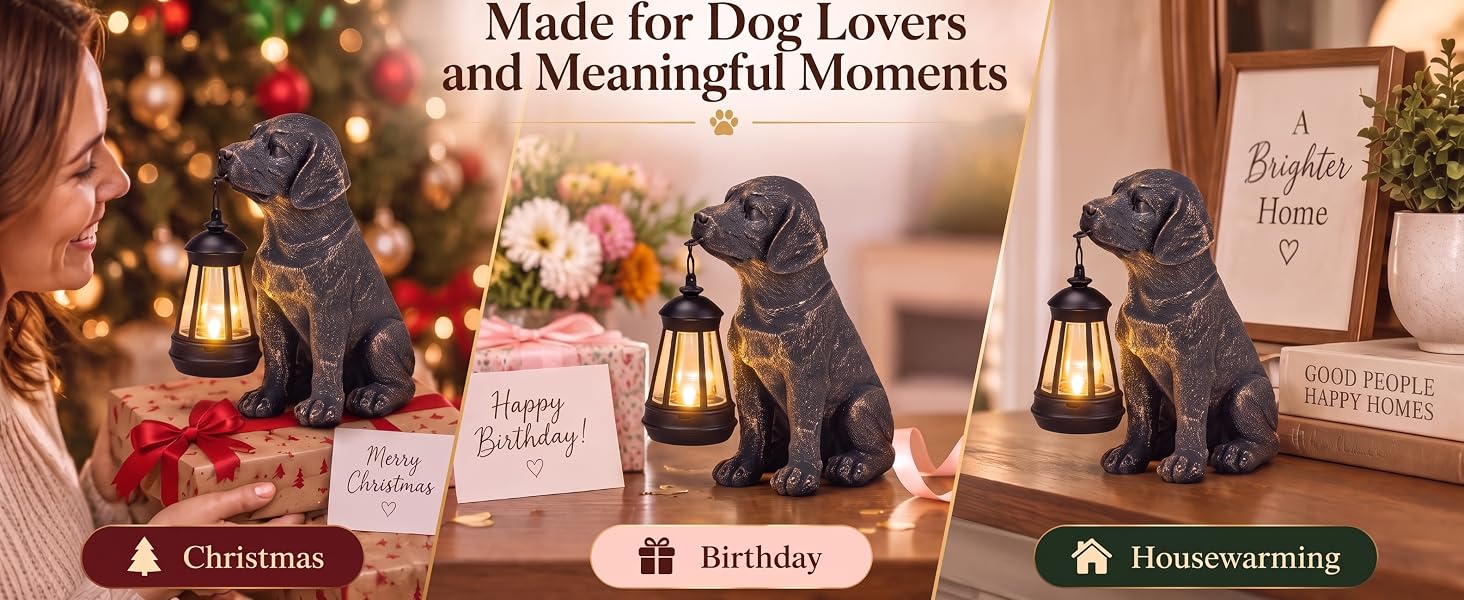 Made for Dog Lovers
and Meaningful Moments
Merry
Christmas
Christmas
Happy
Birthday!
Birthday
A
Brighter
Home
GOOD PEOPLE
HAPPY HOMES
Housewarming